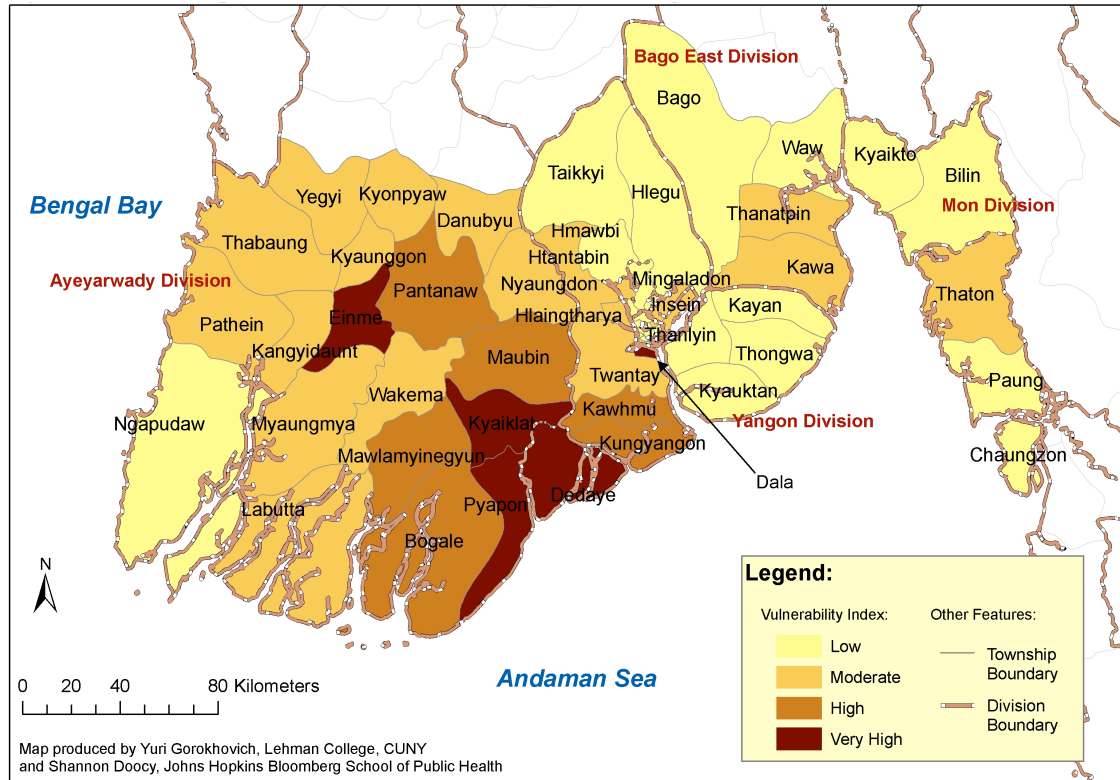 Bago East Division
Bago
Waw
Kyaikto
Bilin
Taikkyi
Hlegu
Bengal Bay
Yegyi
Kyonpyaw
Danubyu
Thanatpin
Mon Division
Thabaung
Hmawbi
Kyaunggon
Htantabin
Kawa
Ayeyarwady Division
Pantanaw
Nyaungdon
Mingaladon
Thaton
Insein
Kayan
Pathein
Einme
Hlaingtharya
Thanlyin
Kangyidaunt
Maubin
Thongwa
Twantay
Paung
Wakema
Kyauktan
Kawhmu
Ngapudaw
Myaungmya
Kyaiklat
Yangon Division
Kungyangon
Mawlamyinegyun
Chaungzon
Dala
Dedaye
Pyapon
Labutta
Bogale
N
Legend:
Vulnerability Index:
Other Features:
Low
Moderate
High
Very High
Township
Boundary
Division
Boundary
Andaman Sea
0 20 40 80 Kilometers
Map produced by Yuri Gorokhovich, Lehman College, CUNY
and Shannon Doocy, Johns Hopkins Bloomberg School of Public Health